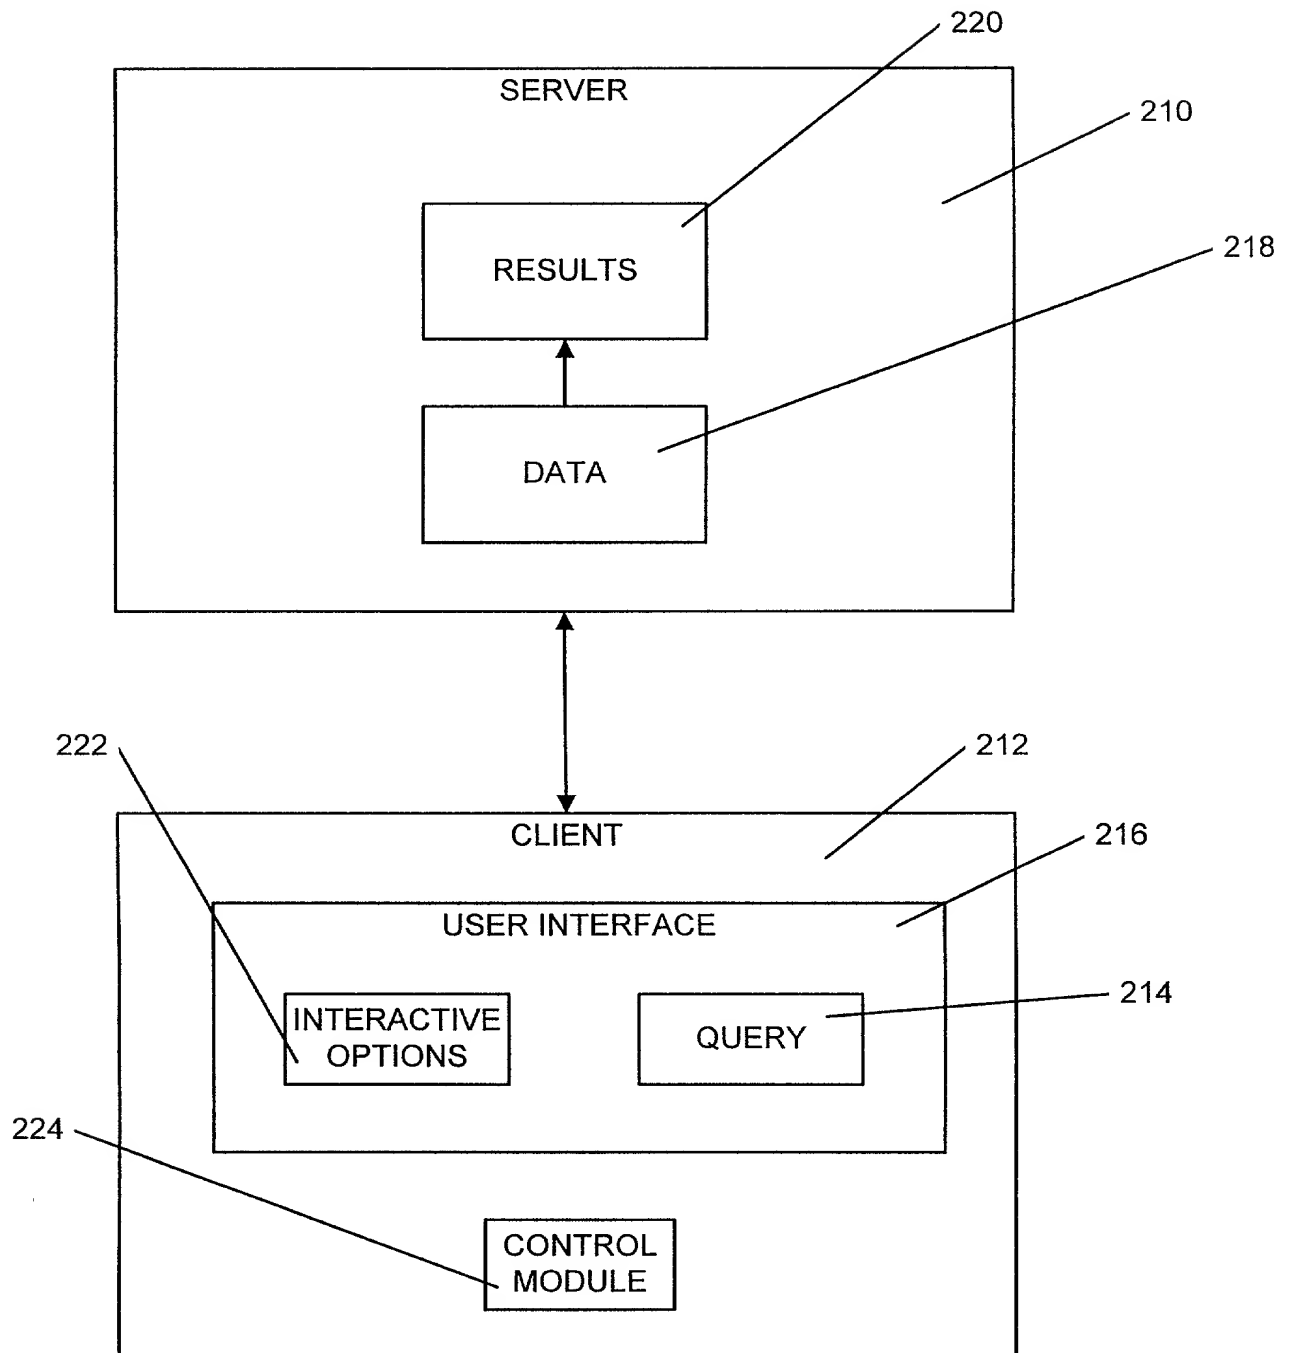 220
SERVER
210
RESULTS
218
DATA
222
212
CLIENT
216
USER INTERFACE
INTERACTIVE
OPTIONS
QUERY
214
224
CONTROL
MODULE